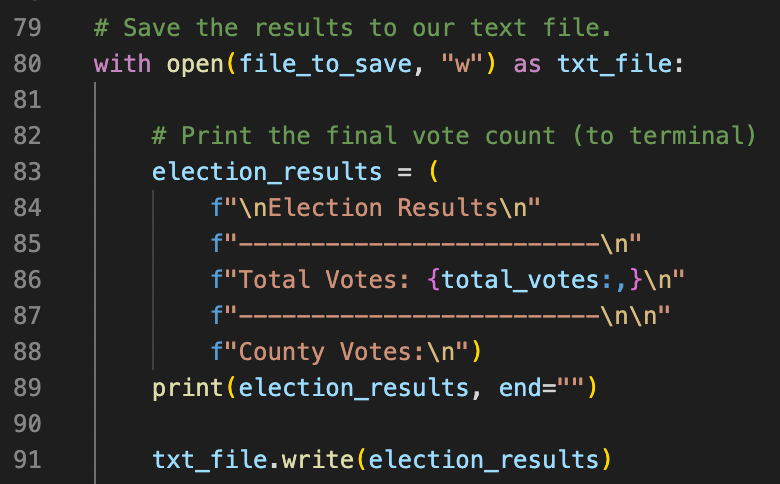 79 # Save the results to our text file.
80 with open(file_to_save, "w") as txt_file:
81
82     # Print the final vote count (to terminal)
83     election_results = (
84         f"\nElection Results\n"
85         f"-------------------------\n"
86         f"Total Votes: {total_votes:,}\n"
87         f"-------------------------\n\n"
88         f"County Votes:\n")
89     print(election_results, end="")
90
91     txt_file.write(election_results)